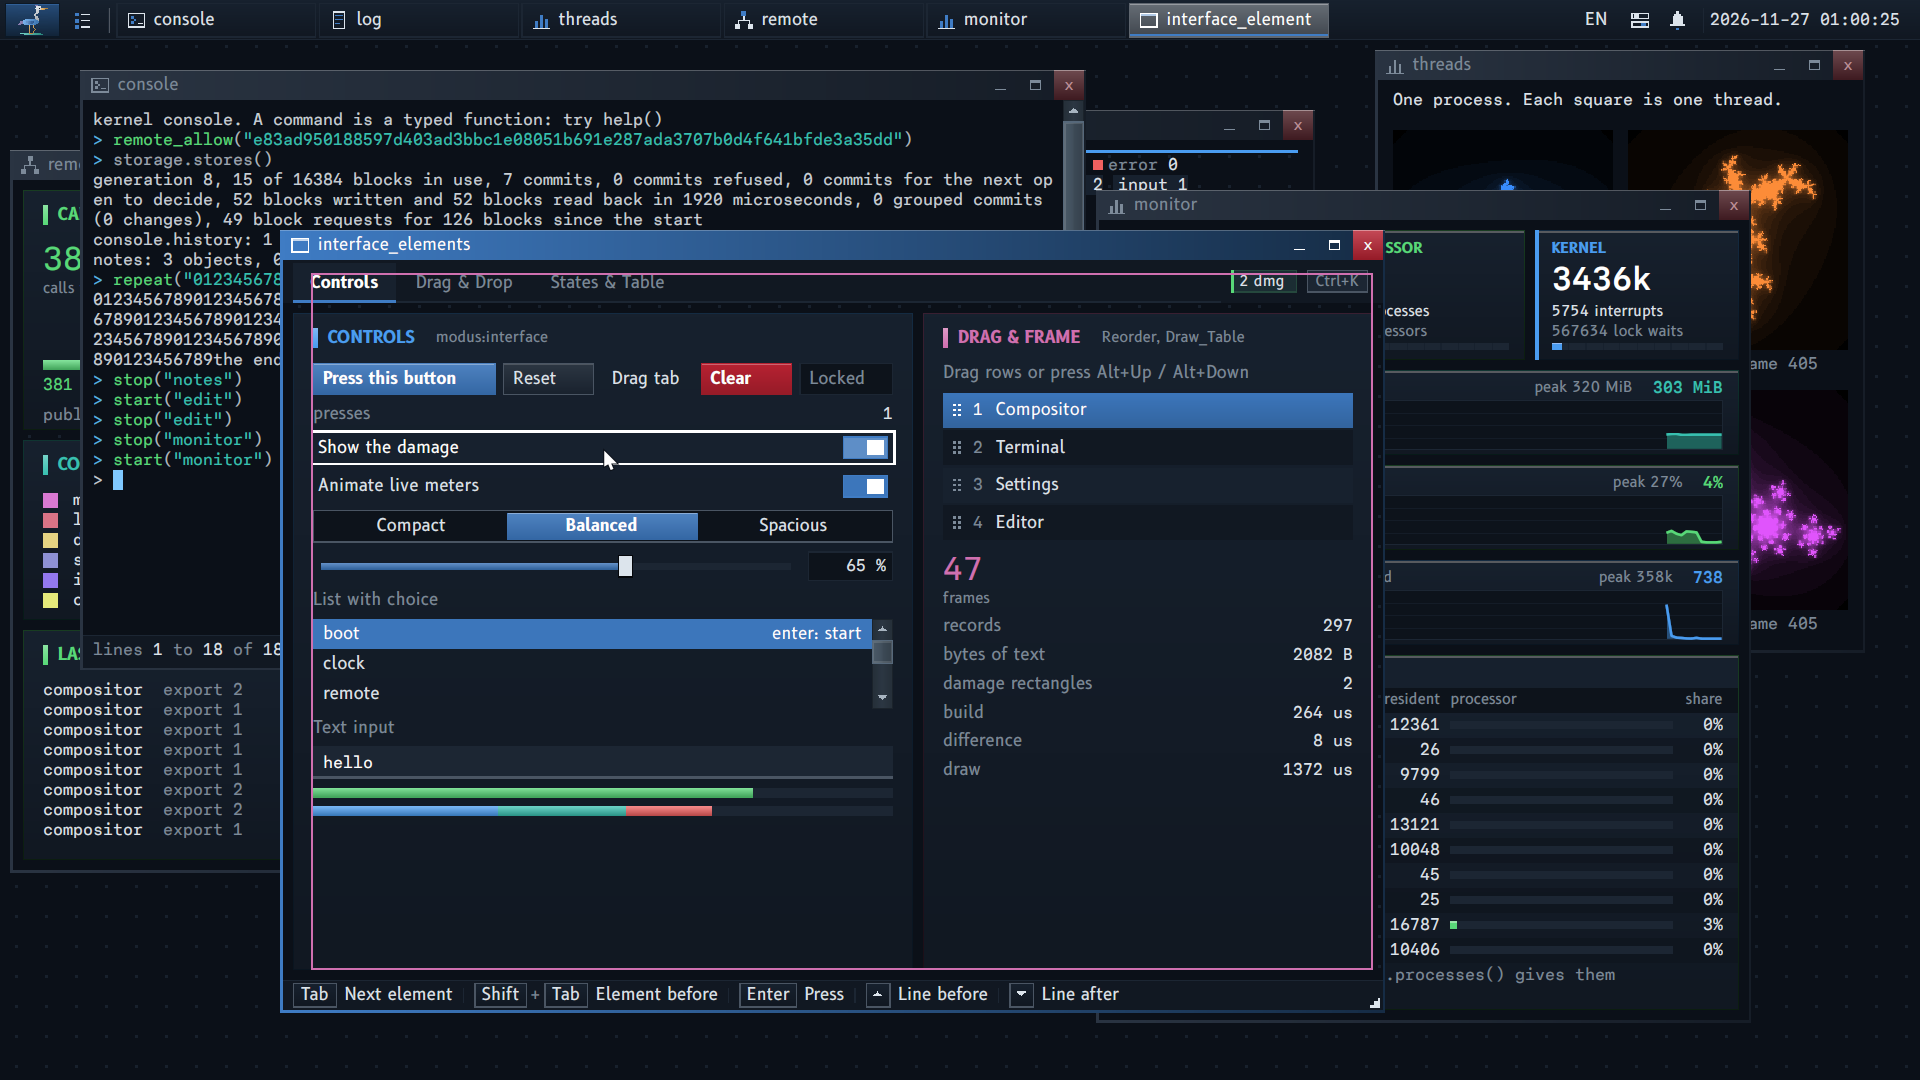 console
log
threads
remote
monitor
interface_element
EN
2026-11-27 01:00:25
console
x
kernel console. A command is a typed function: try help()
> remote_allow("e83ad950188597d403ad3bbc1e08051b691e287ada3707b0d4f641bfde3a35dd")
> storage.stores()
generation 8, 15 of 16384 blocks in use, 7 commits, 0 commits refused, 0 commits for the next op
en to decide, 52 blocks written and 52 blocks read back in 1920 microseconds, 0 grouped commits
(0 changes), 49 block requests for 126 blocks since the start
console.history: 1
notes: 3 objects,
> repeat("012345678
0123456789012345678
6789012345678901234
2345678901234567890
890123456789the end
> stop("notes")
> start("edit")
> stop("edit")
> stop("monitor")
> start("monitor")
>
lines 1 to 18 of 18
rem
CA
38
calls
381
publ
CO
LAS
compositor export 2
compositor export 1
compositor export 1
compositor export 1
compositor export 1
compositor export 2
compositor export 2
compositor export 1
x
error 0
2 input 1
threads
x
One process. Each square is one thread.
ame 405
ame 405
monitor
x
SSOR
cesses
essors
KERNEL
3436k
5754 interrupts
567634 lock waits
peak 320 MiB 303 MiB
peak 27% 4%
d peak 358k 738
resident processor share
12361 0%
26 0%
9799 0%
46 0%
13121 0%
10048 0%
45 0%
25 0%
16787 3%
10406 0%
.processes() gives them
interface_elements
x
Controls
Drag & Drop
States & Table
2 dmg
Ctrl+K
CONTROLS modus:interface
Press this button
Reset
Drag tab
Clear
Locked
presses 1
Show the damage
Animate live meters
Compact
Balanced
Spacious
65 %
List with choice
boot enter: start
clock
remote
Text input
hello
DRAG & FRAME Reorder, Draw_Table
Drag rows or press Alt+Up / Alt+Down
1 Compositor
2 Terminal
3 Settings
4 Editor
47
frames
records 297
bytes of text 2082 B
damage rectangles 2
build 264 us
difference 8 us
draw 1372 us
Tab Next element Shift + Tab Element before Enter Press Line before Line after